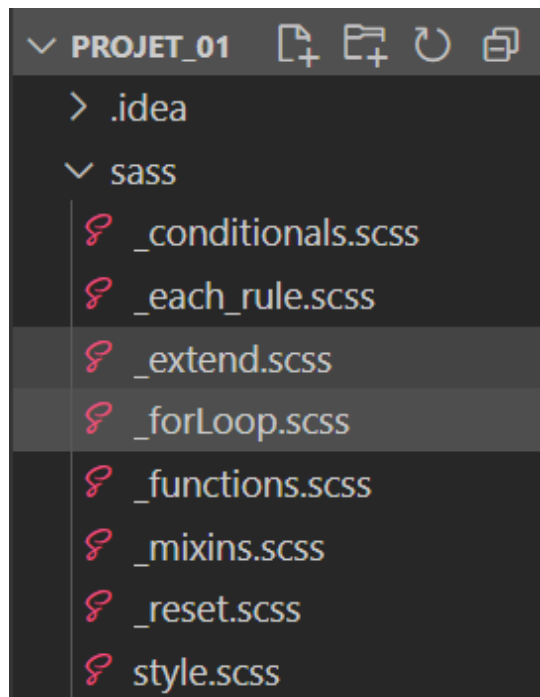 PROJET_01
.idea
sass
_conditionals.scss
_each_rule.scss
_extend.scss
_forLoop.scss
_functions.scss
_mixins.scss
_reset.scss
style.scss